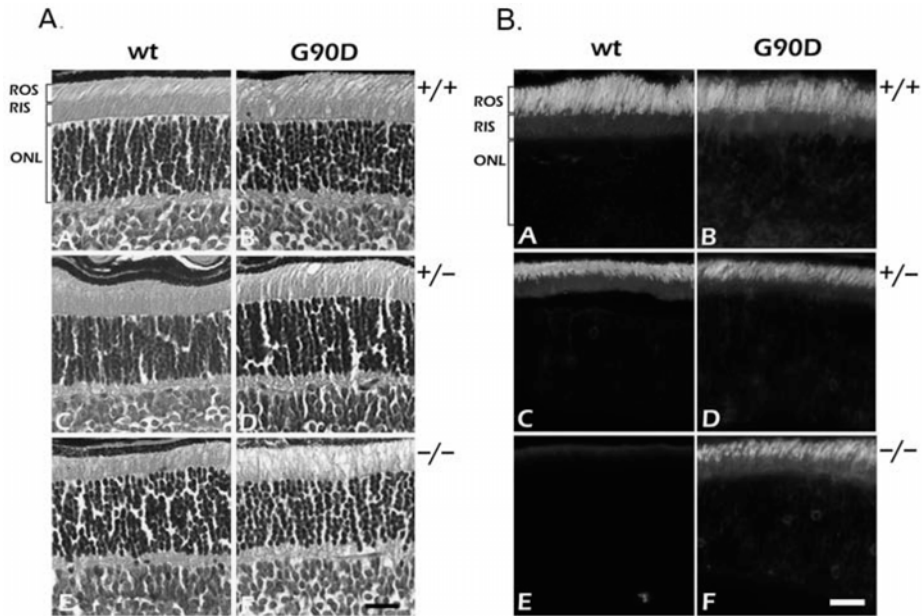 A.
wt G90D
ROS
RIS
ONL
+/+
A B
+/−
C D
−/−
E F
B.
wt G90D
ROS
RIS
ONL
+/+
A B
+/−
C D
−/−
E F